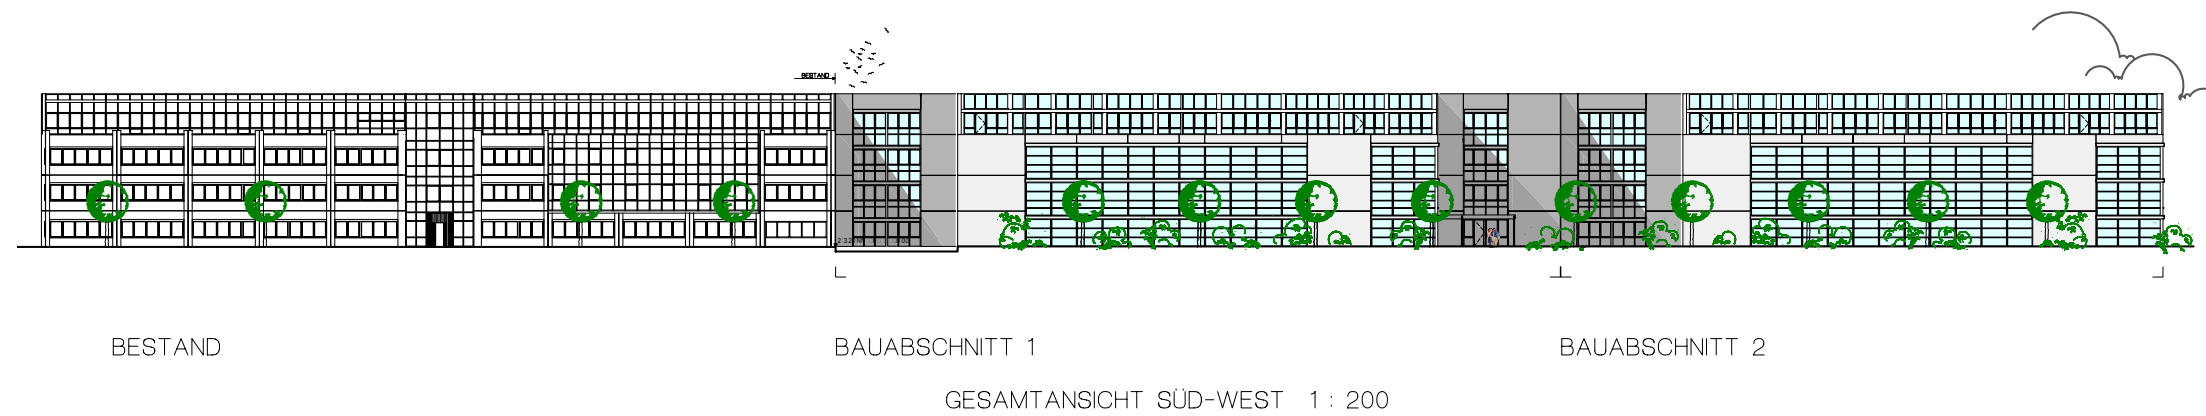 BESTAND
BESTAND
BAUABSCHNITT 1
BAUABSCHNITT 2
GESAMTANSICHT SÜD-WEST 1 : 200